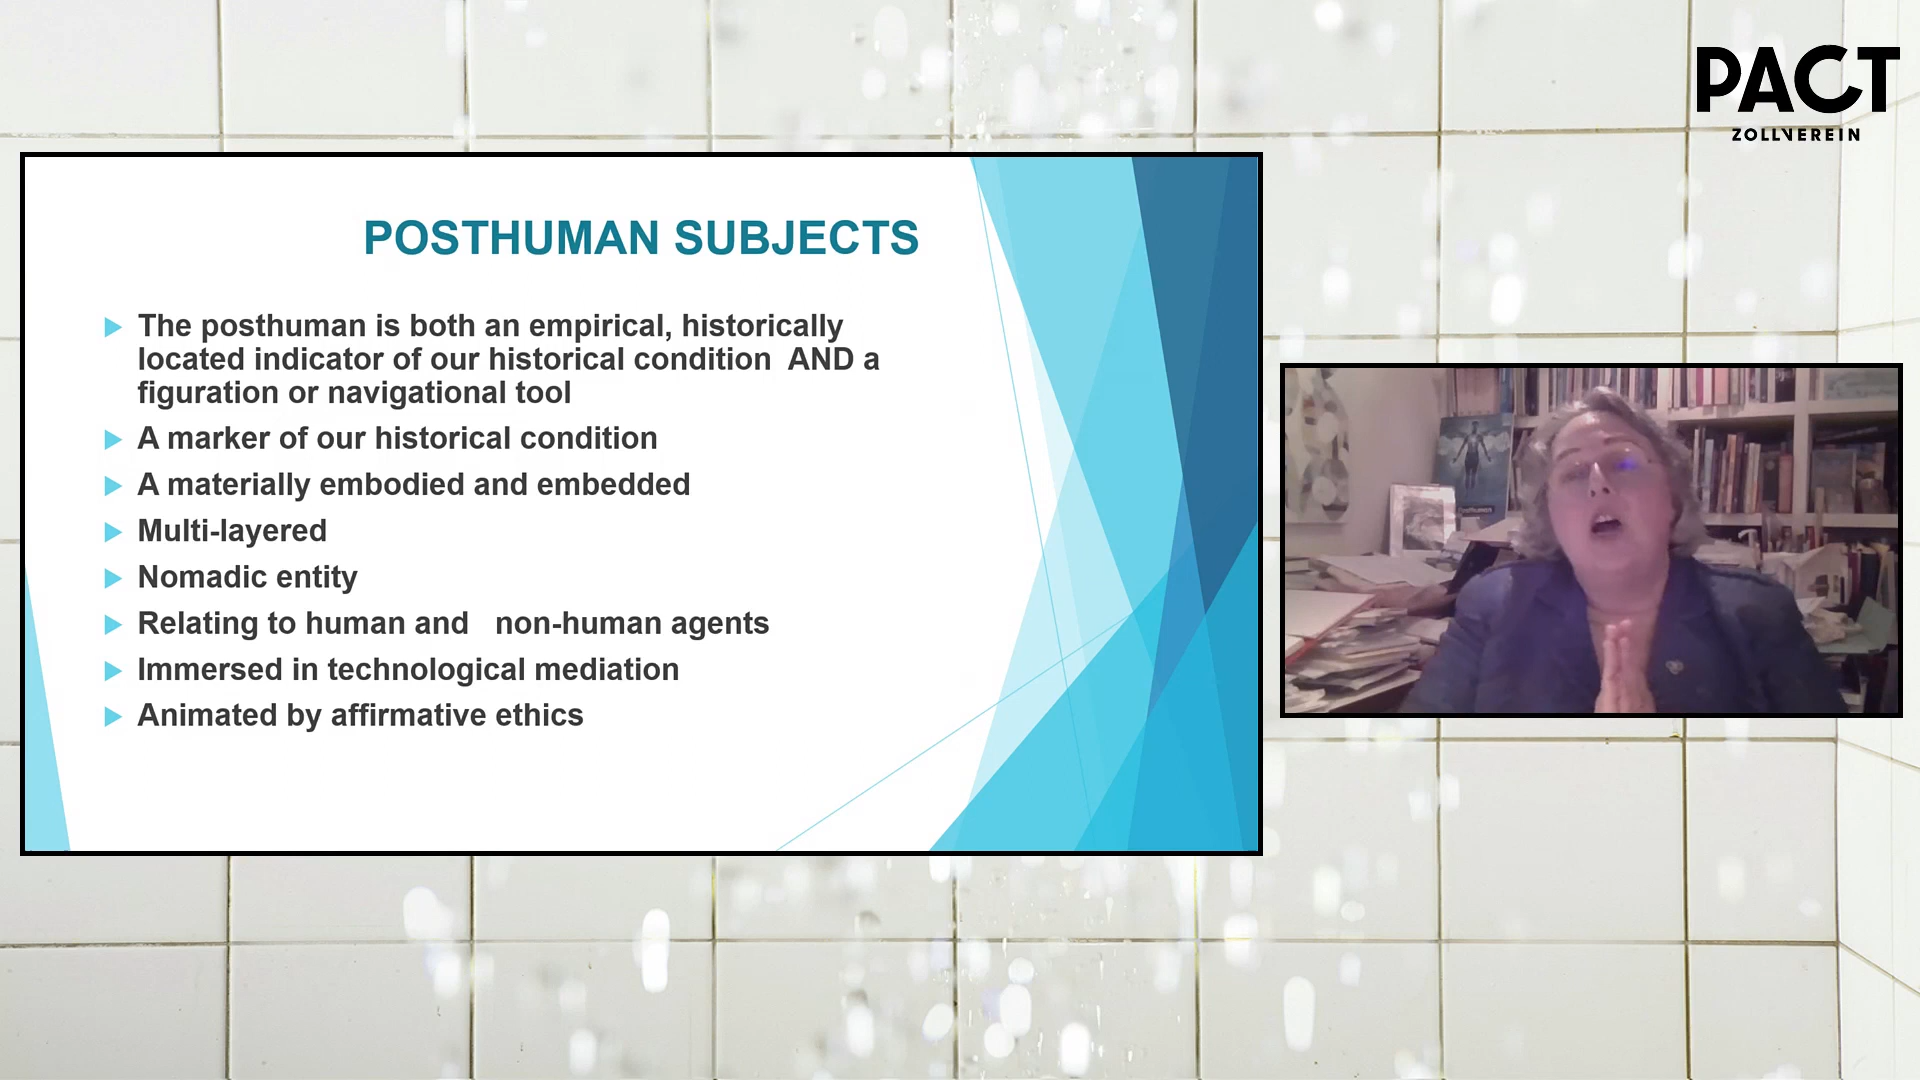 PACT
ZOLLVEREIN
POSTHUMAN SUBJECTS
The posthuman is both an empirical, historically
located indicator of our historical condition  AND a
figuration or navigational tool
A marker of our historical condition
A materially embodied and embedded
Multi-layered
Nomadic entity
Relating to human and   non-human agents
Immersed in technological mediation
Animated by affirmative ethics
Posthuman